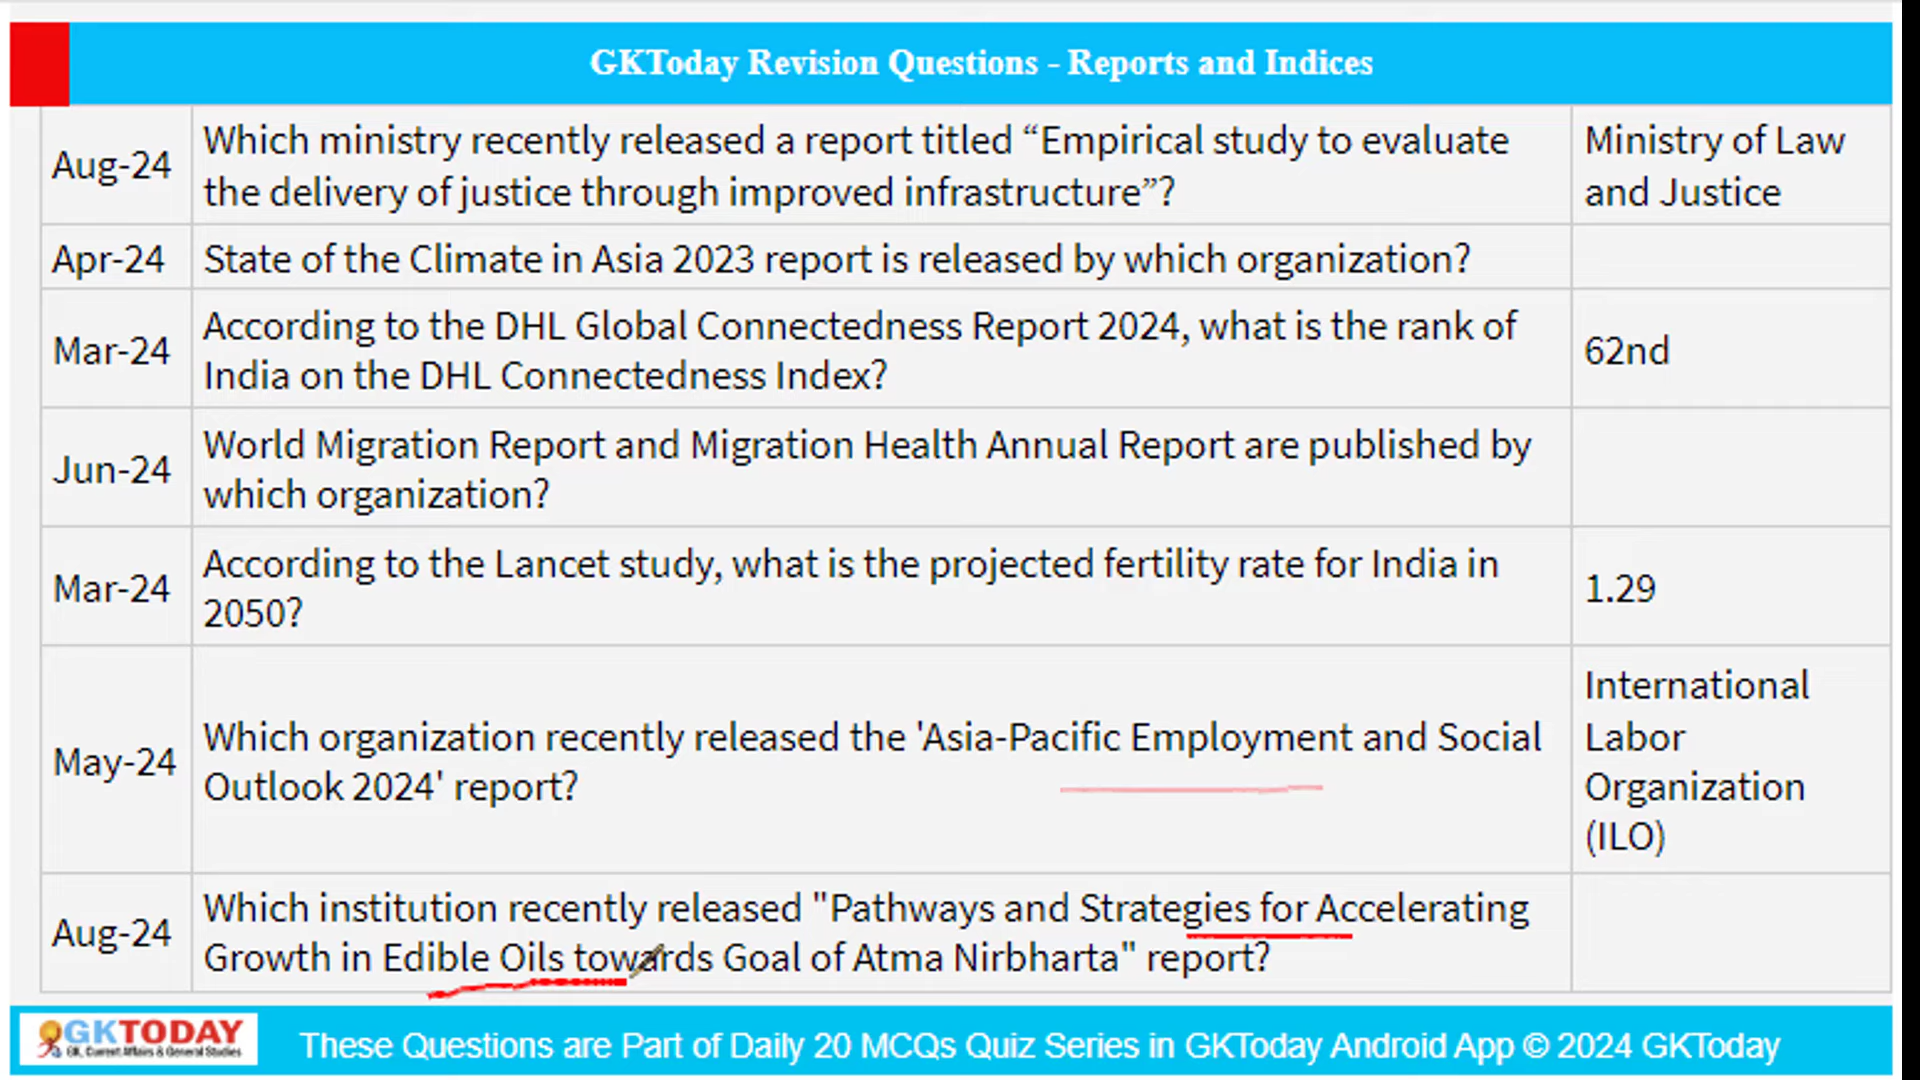 GKToday Revision Questions - Reports and Indices
Aug-24
Which ministry recently released a report titled “Empirical study to evaluate
the delivery of justice through improved infrastructure”?
Ministry of Law
and Justice
Apr-24
State of the Climate in Asia 2023 report is released by which organization?
Mar-24
According to the DHL Global Connectedness Report 2024, what is the rank of
India on the DHL Connectedness Index?
62nd
Jun-24
World Migration Report and Migration Health Annual Report are published by
which organization?
Mar-24
According to the Lancet study, what is the projected fertility rate for India in
2050?
1.29
May-24
Which organization recently released the 'Asia-Pacific Employment and Social
Outlook 2024' report?
International
Labor
Organization
(ILO)
Aug-24
Which institution recently released "Pathways and Strategies for Accelerating
Growth in Edible Oils towards Goal of Atma Nirbharta" report?
GKTODAY
GK, Current Affairs & General Studies
These Questions are Part of Daily 20 MCQs Quiz Series in GKToday Android App © 2024 GKToday